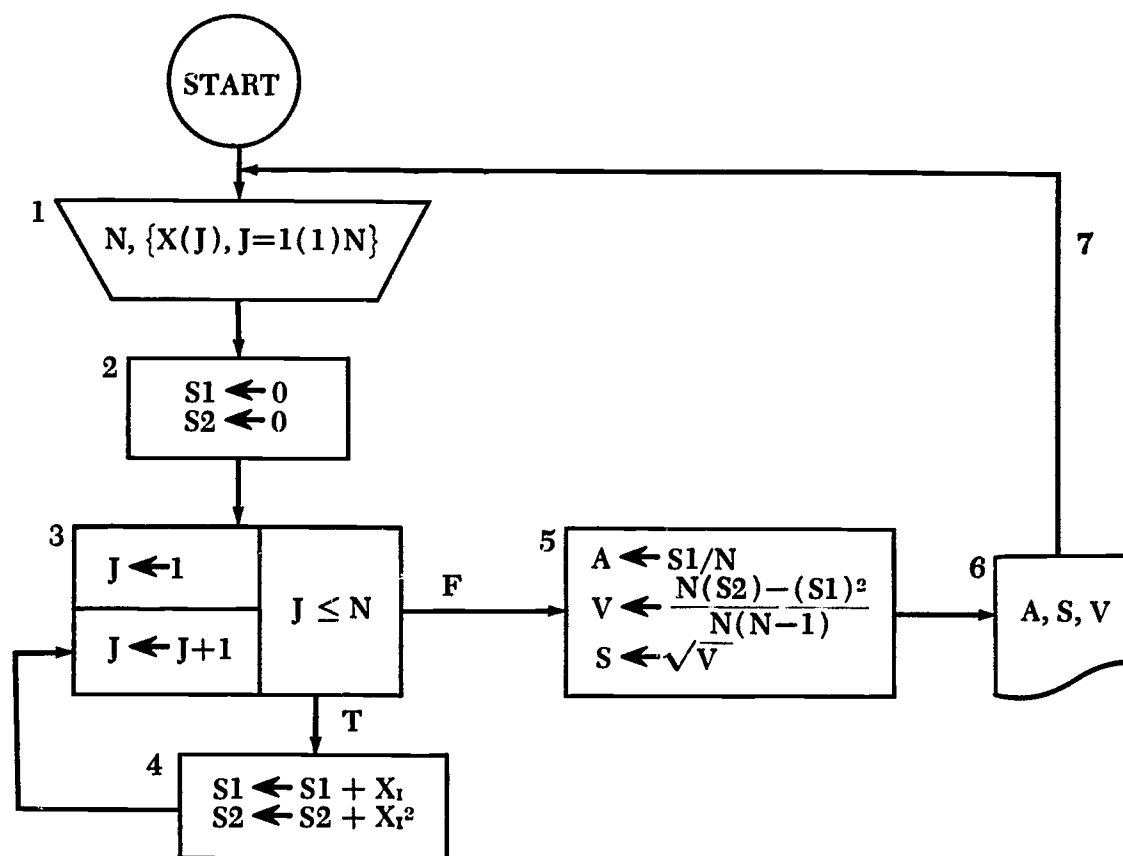 START
1
N, {X(J), J=1(1)N}
7
2
S1 ← 0
S2 ← 0
3
J ← 1
J ← J+1
J ≤ N
F
T
4
S1 ← S1 + X_I
S2 ← S2 + X_I²
5
A ← S1/N
V ← N(S2)−(S1)²
N(N−1)
S ← √V
6
A, S, V